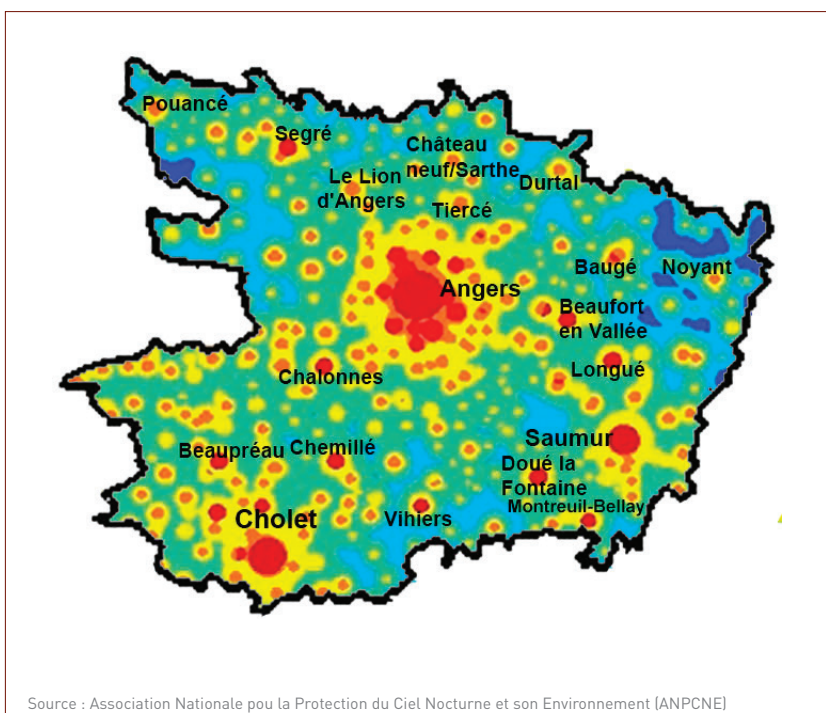 Pouancé
Segré
Château
neuf/Sarthe
Le Lion
d'Angers
Durtal
Tiercé
Angers
Baugé
Noyant
Beaufort
en Vallée
Longué
Chalonnes
Saumur
Beaupréau
Chemillé
Doué la
Fontaine
Montreuil-Bellay
Cholet
Vihiers
Source : Association Nationale pou la Protection du Ciel Nocturne et son Environnement (ANPCNE)